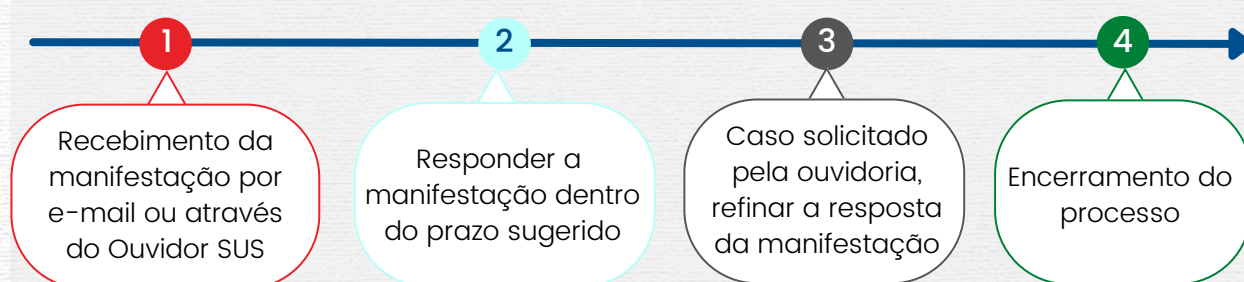 1
Recebimento da
manifestação por
e-mail ou através
do Ouvidor SUS
2
Responder a
manifestação dentro
do prazo sugerido
3
Caso solicitado
pela ouvidoria,
refinar a resposta
da manifestação
4
Encerramento do
processo